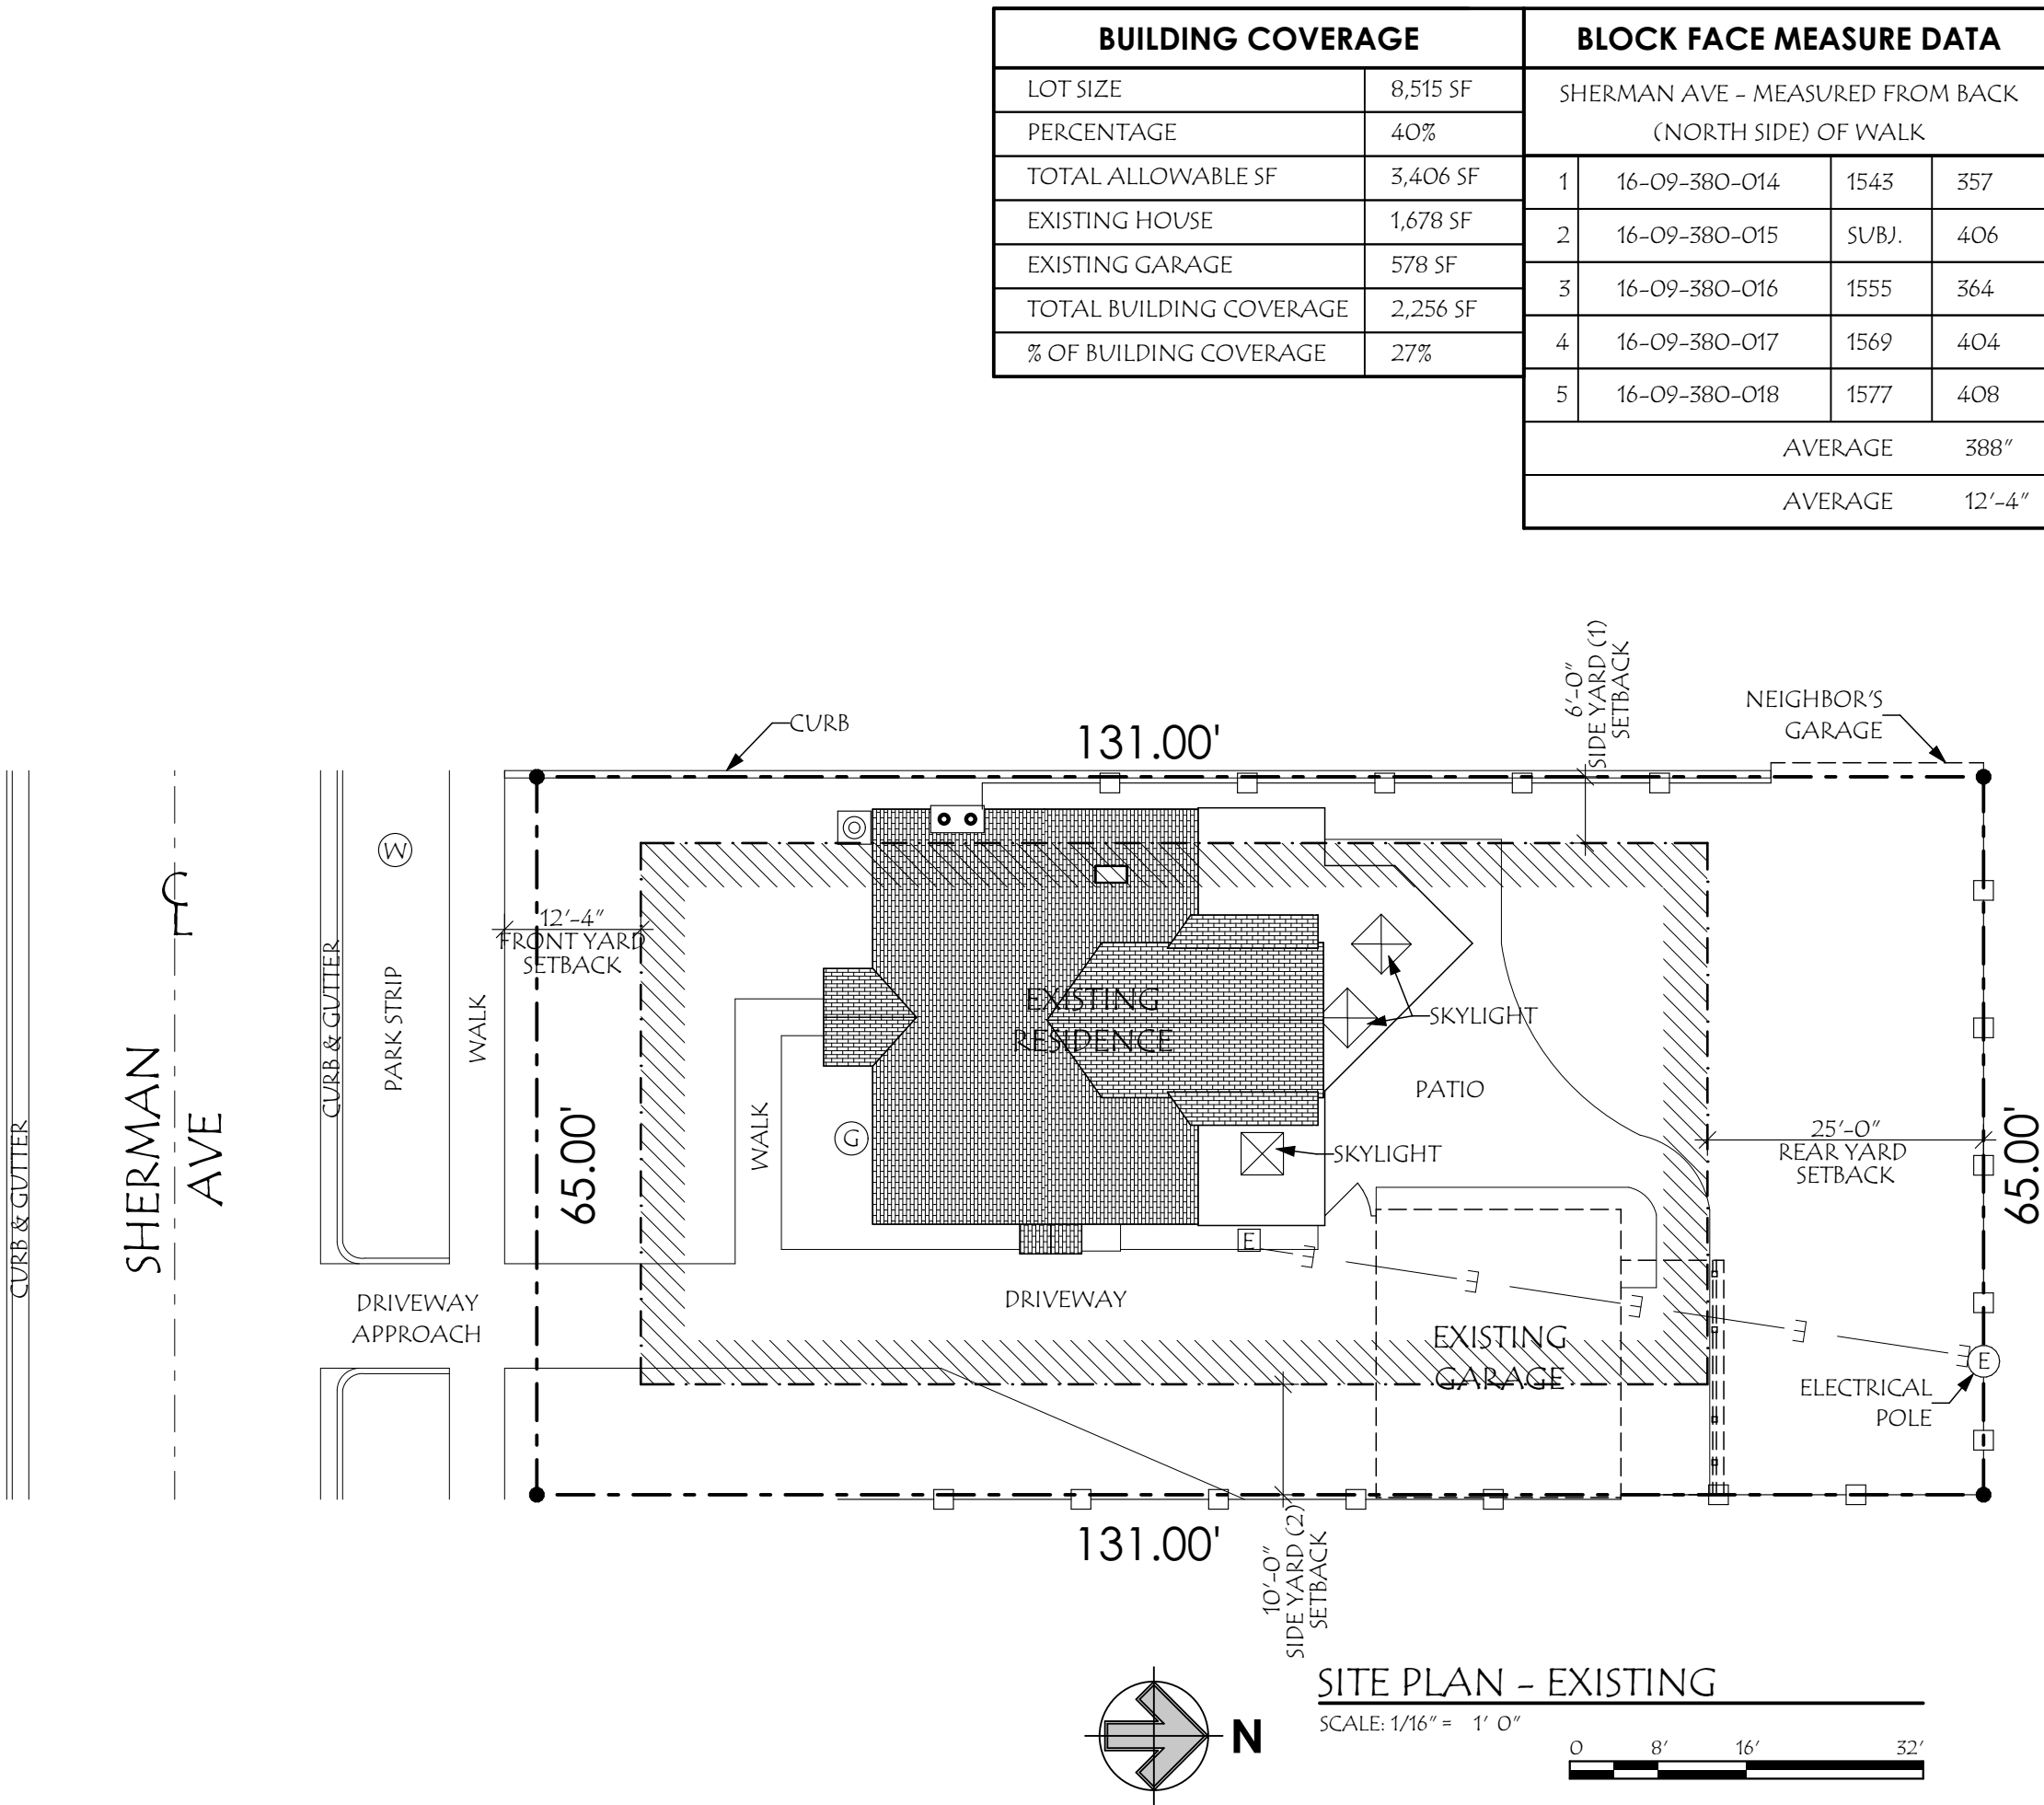 BUILDING COVERAGE
LOT SIZE 8,515 SF
PERCENTAGE 40%
TOTAL ALLOWABLE SF 3,406 SF
EXISTING HOUSE 1,678 SF
EXISTING GARAGE 578 SF
TOTAL BUILDING COVERAGE 2,256 SF
% OF BUILDING COVERAGE 27%
BLOCK FACE MEASURE DATA
SHERMAN AVE - MEASURED FROM BACK
(NORTH SIDE) OF WALK
1 16-09-380-014 1543 357
2 16-09-380-015 SUBJ. 406
3 16-09-380-016 1555 364
4 16-09-380-017 1569 404
5 16-09-380-018 1577 408
AVERAGE 388"
AVERAGE 12'-4"
6'-0"
SIDE YARD (1)
SETBACK
NEIGHBOR'S
GARAGE
CURB
131.00'
W
CL
12'-4"
FRONT YARD
SETBACK
CURB & GUTTER
PARK STRIP
WALK
CURB & GUTTER
SHERMAN
AVE
65.00'
WALK
G
EXISTING
RESIDENCE
SKYLIGHT
PATIO
SKYLIGHT
25'-0"
REAR YARD
SETBACK
65.00'
E
E
E
E
E
E
E
DRIVEWAY
APPROACH
DRIVEWAY
EXISTING
GARAGE
ELECTRICAL
POLE
131.00'
10'-0"
SIDE YARD (2)
SETBACK
N
SITE PLAN - EXISTING
SCALE: 1/16" = 1' 0"
0 8' 16' 32'